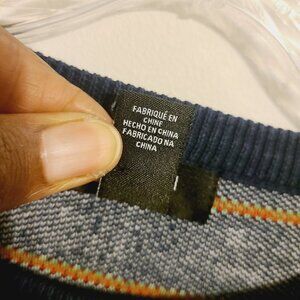 FABRIQUÉ EN
CHINE
HECHO EN CHINA
FABRICADO NA
CHINA